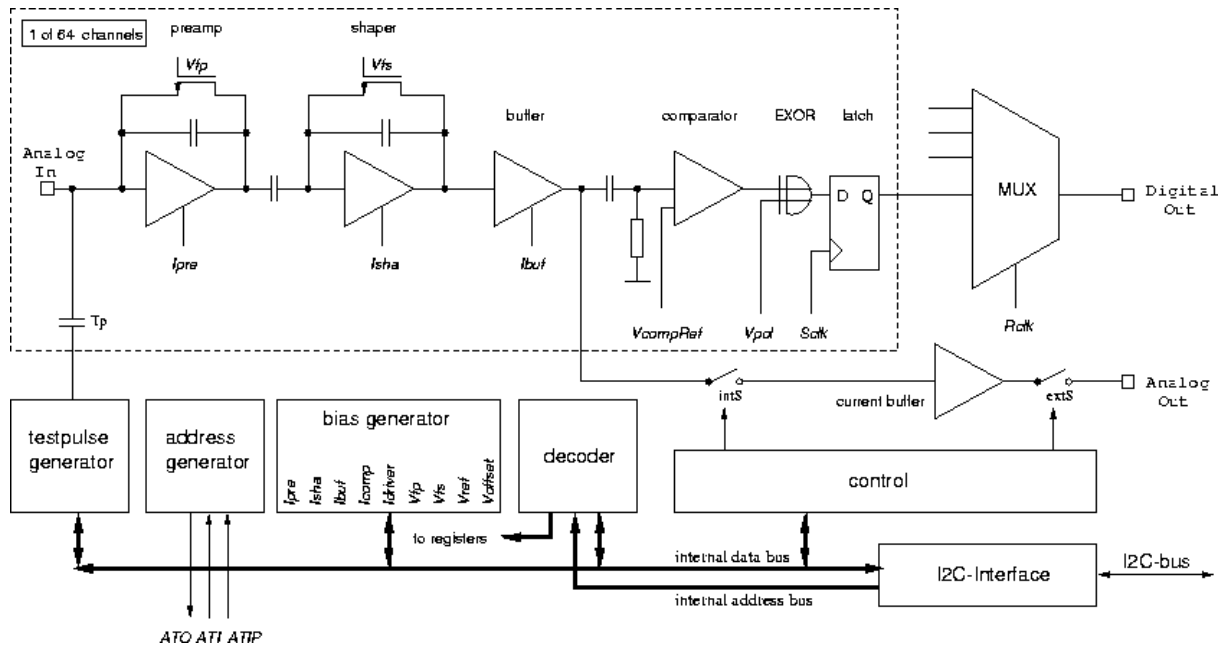 1 of 64 channels
preamp
shaper
Vfp
Vfs
buffer
comparator
EXOR
latch
Analog
In
MUX
D Q
Digital
Out
Ipre
Isha
Ibuf
Tp
VcompRef
Vpol
Sclk
Rclk
intS
current buffer
extS
Analog
Out
testpulse
generator
address
generator
bias generator
Ipre
Isha
Ibuf
Icomp
Idriver
Vfp
Vfs
Vref
Voffset
decoder
control
to registers
internal data bus
I2C-Interface
I2C-bus
internal address bus
ATO ATI ATIP